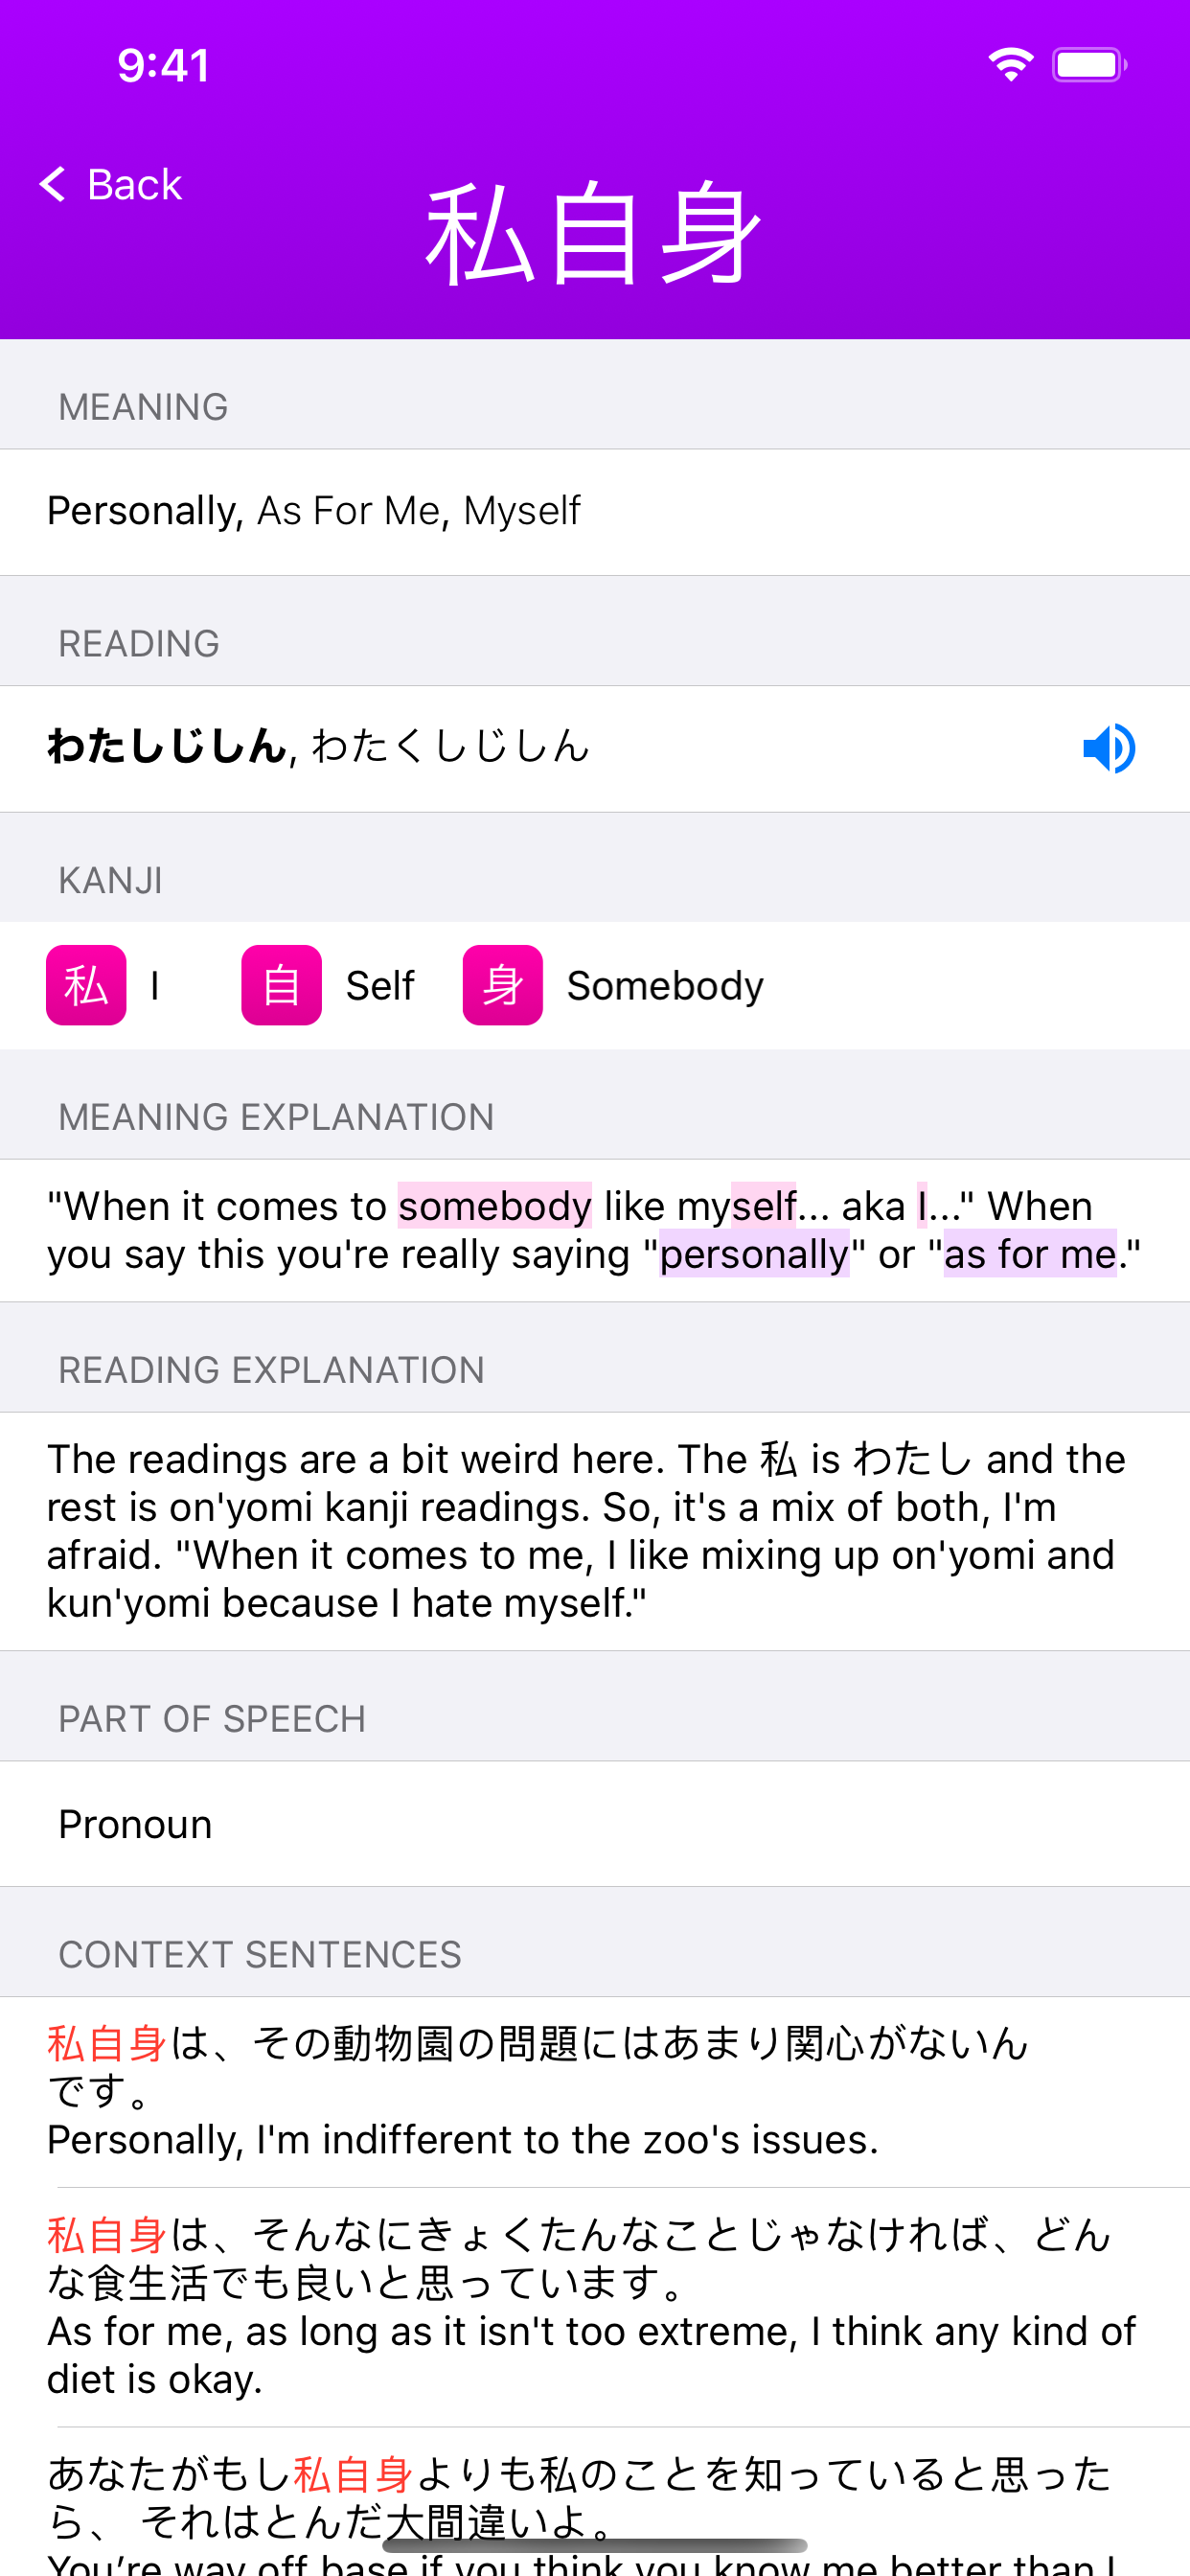 9:41
Back
私自身
MEANING
Personally, As For Me, Myself
READING
わたしじしん, わたくしじしん
KANJI
私 I 自 Self 身 Somebody
MEANING EXPLANATION
"When it comes to somebody like myself... aka I..." When
you say this you're really saying "personally" or "as for me."
READING EXPLANATION
The readings are a bit weird here. The 私 is わたし and the
rest is on'yomi kanji readings. So, it's a mix of both, I'm
afraid. "When it comes to me, I like mixing up on'yomi and
kun'yomi because I hate myself."
PART OF SPEECH
Pronoun
CONTEXT SENTENCES
私自身は、その動物園の問題にはあまり関心がないん
です。
Personally, I'm indifferent to the zoo's issues.
私自身は、そんなにきょくたんなことじゃなければ、どん
な食生活でも良いと思っています。
As for me, as long as it isn't too extreme, I think any kind of
diet is okay.
あなたがもし私自身よりも私のことを知っていると思った
ら、 それはとんだ大間違いよ。
You’re way off base if you think you know me better than I